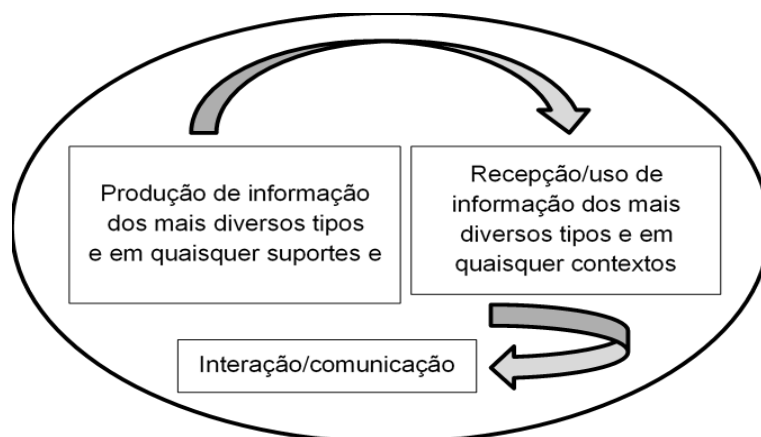 Produção de informação
dos mais diversos tipos
e em quaisquer suportes e
Recepção/uso de
informação dos mais
diversos tipos e em
quaisquer contextos
Interação/comunicação